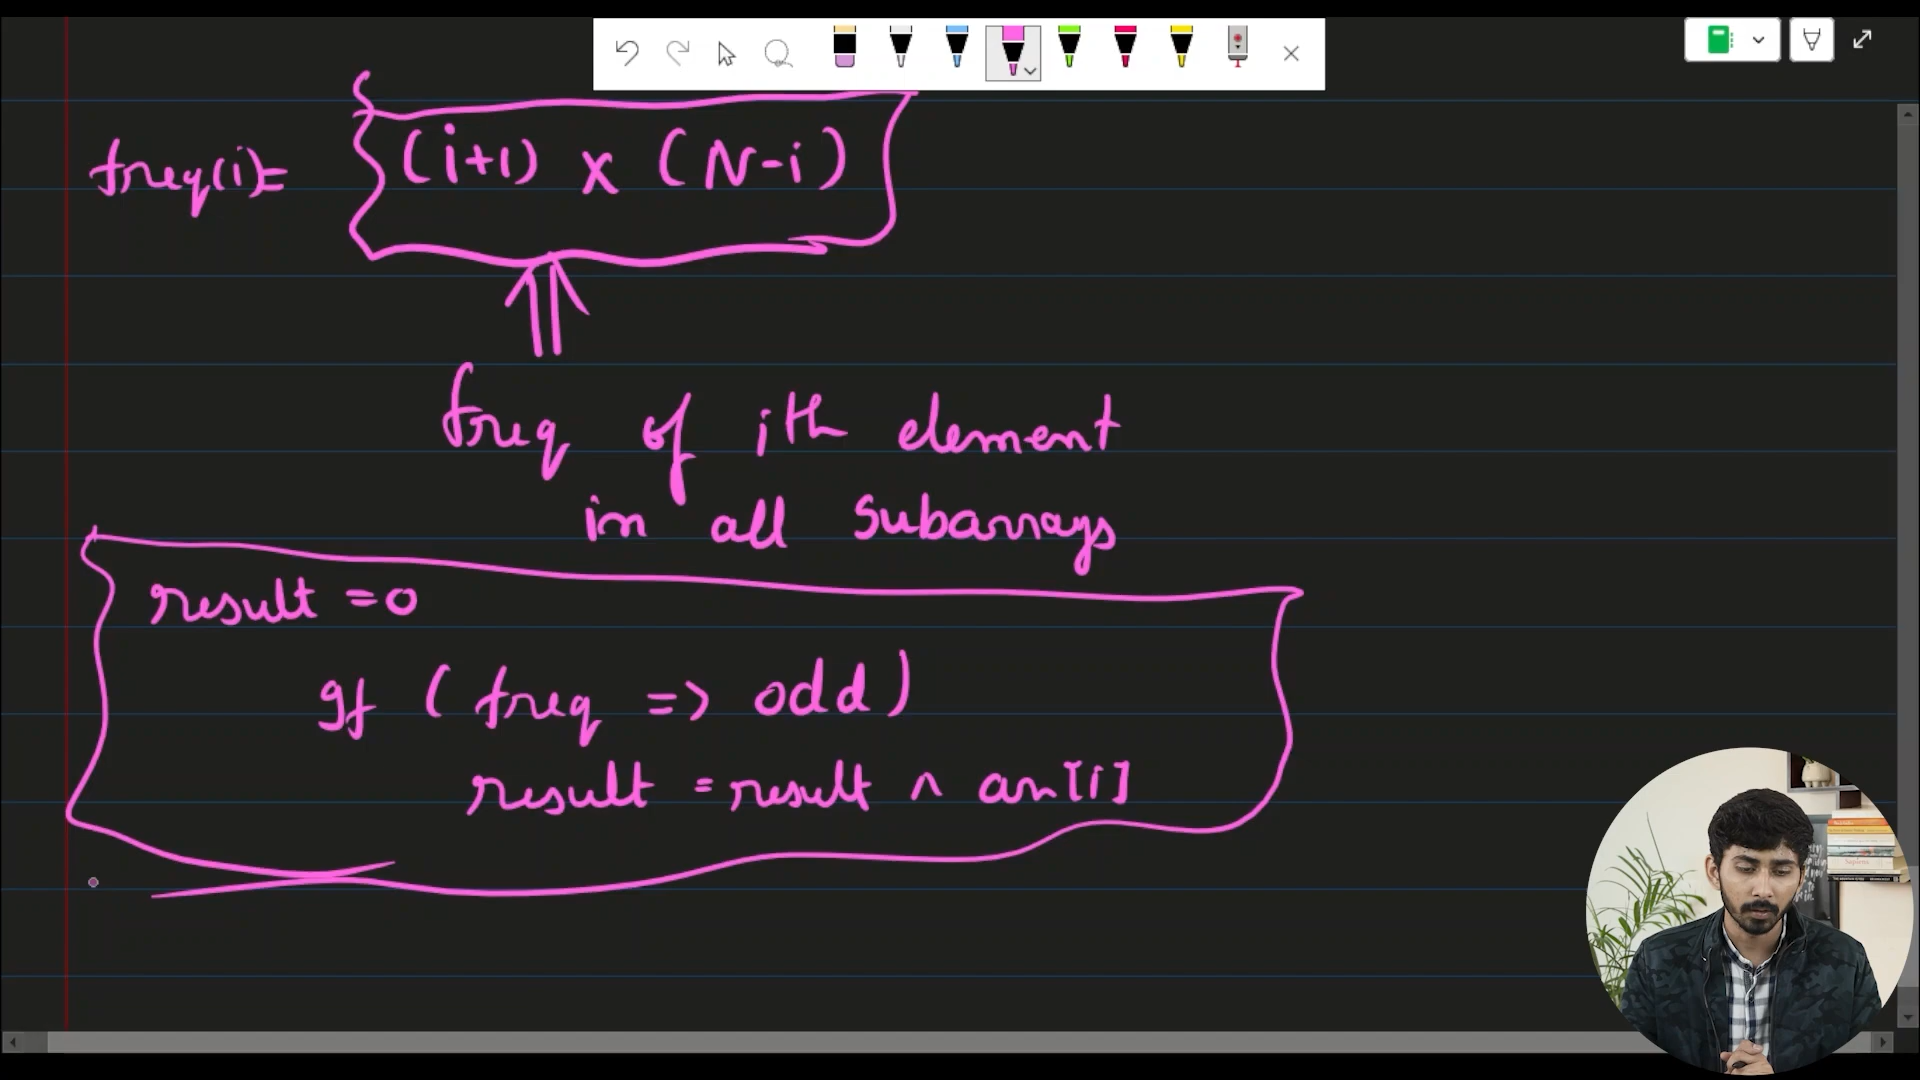 freq(i)= (i+1) x (N-i)
freq of ith element
in all subarrays
result = 0
If (freq => odd)
result = result ^ arr[i]